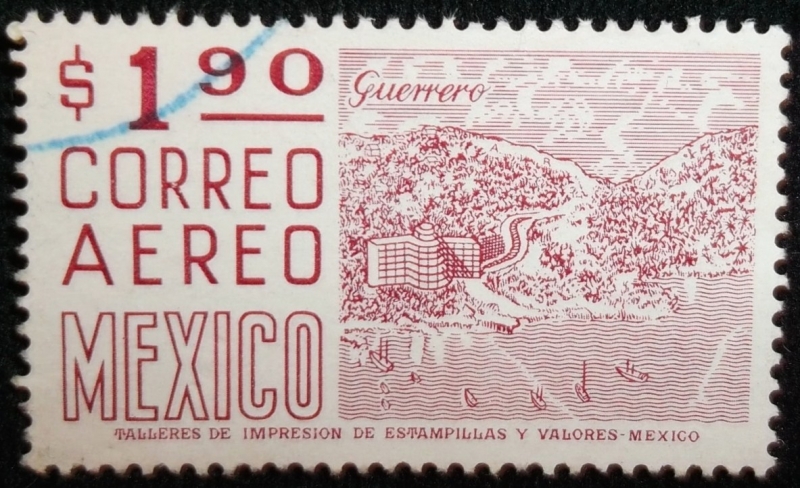 $1.90
CORREO
AEREO
MEXICO
Guerrero
TALLERES DE IMPRESION DE ESTAMPILLAS Y VALORES-MEXICO